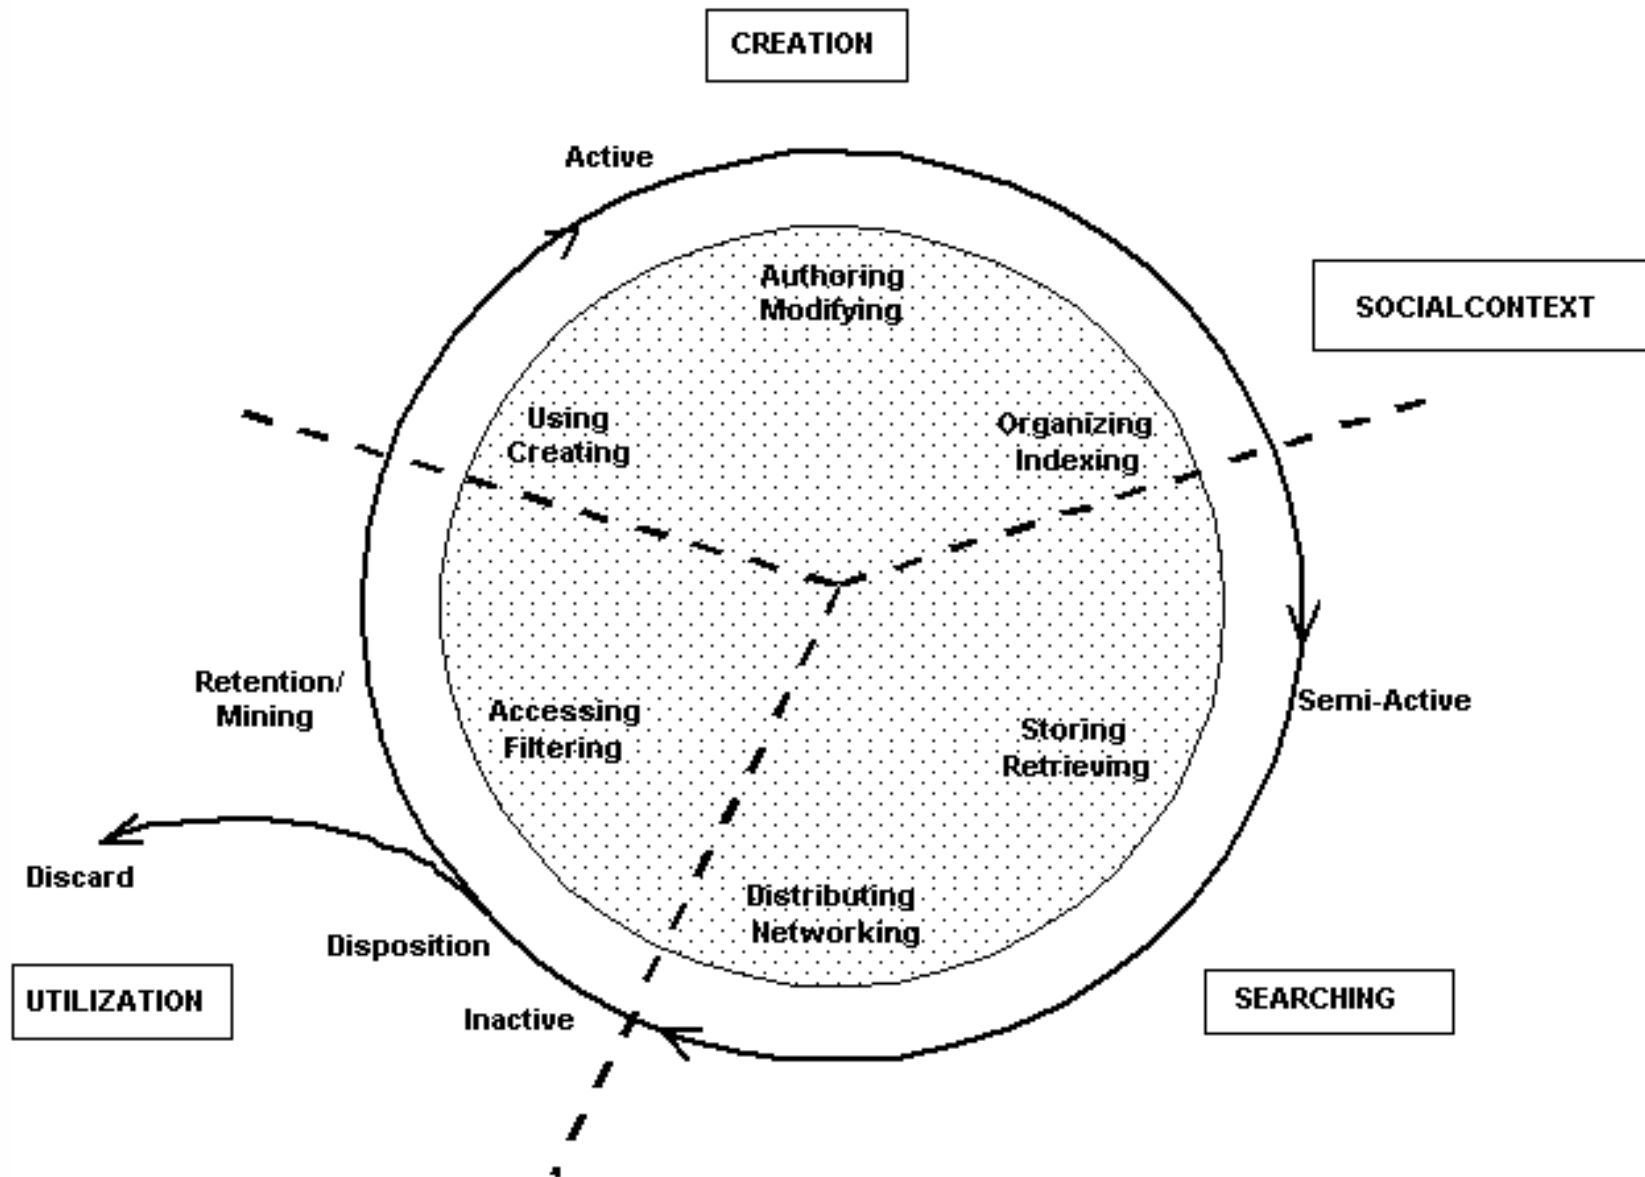 CREATION
Active
Authoring
Modifying
SOCIALCONTEXT
Using
Creating
Organizing
Indexing
Retention/
Mining
Accessing
Filtering
Storing
Retrieving
Semi-Active
Discard
Distributing
Networking
Disposition
UTILIZATION
Inactive
SEARCHING